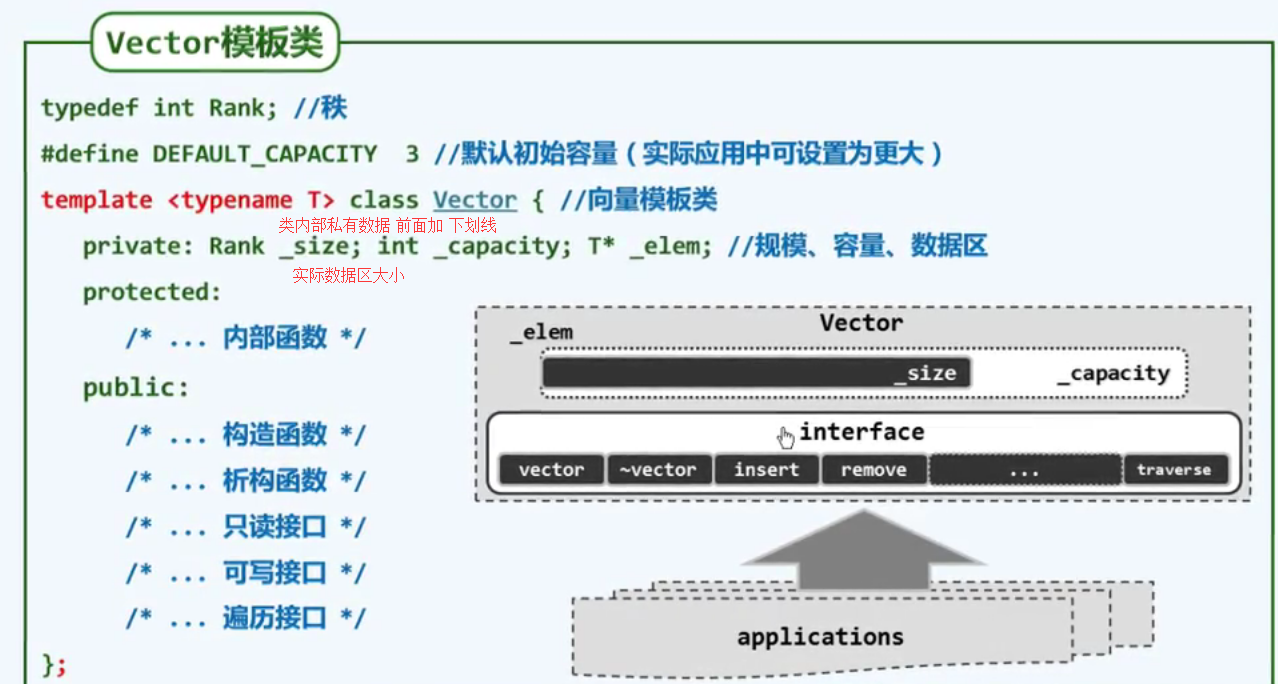 Vector模板类
typedef int Rank; //秩
#define DEFAULT_CAPACITY 3 //默认初始容量（实际应用中可设置为更大）
template <typename T> class Vector { //向量模板类
类内部私有数据 前面加 下划线
private: Rank _size; int _capacity; T* _elem; //规模、容量、数据区
实际数据区大小
protected:
/* ... 内部函数 */
public:
/* ... 构造函数 */
/* ... 析构函数 */
/* ... 只读接口 */
/* ... 可写接口 */
/* ... 遍历接口 */
};
Vector
_elem
_size _capacity
interface
vector ~vector insert remove ... traverse
applications